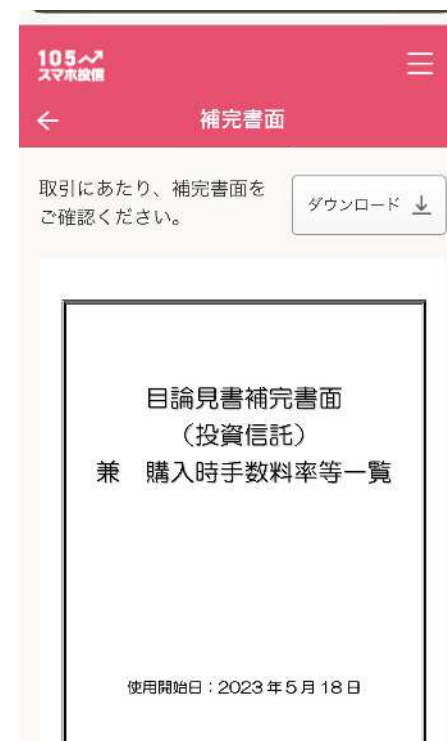 105
スマホ投信
補完書面
取引にあたり、補完書面を
ご確認ください。
ダウンロード
目論見書補完書面
（投資信託）
兼　購入時手数料率等一覧
使用開始日：2023年5月18日